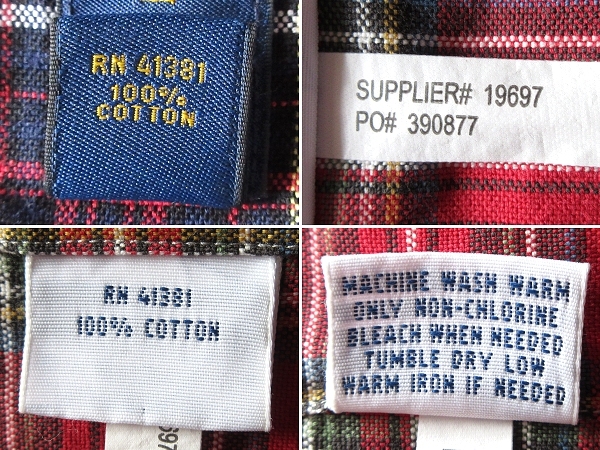 RN 41381
100%
COTTON
SUPPLIER# 19697
PO# 390877
RN 41381
100% COTTON
MACHINE WASH WARM
ONLY NON-CHLORINE
BLEACH WHEN NEEDED
TUMBLE DRY LOW
WARM IRON IF NEEDED